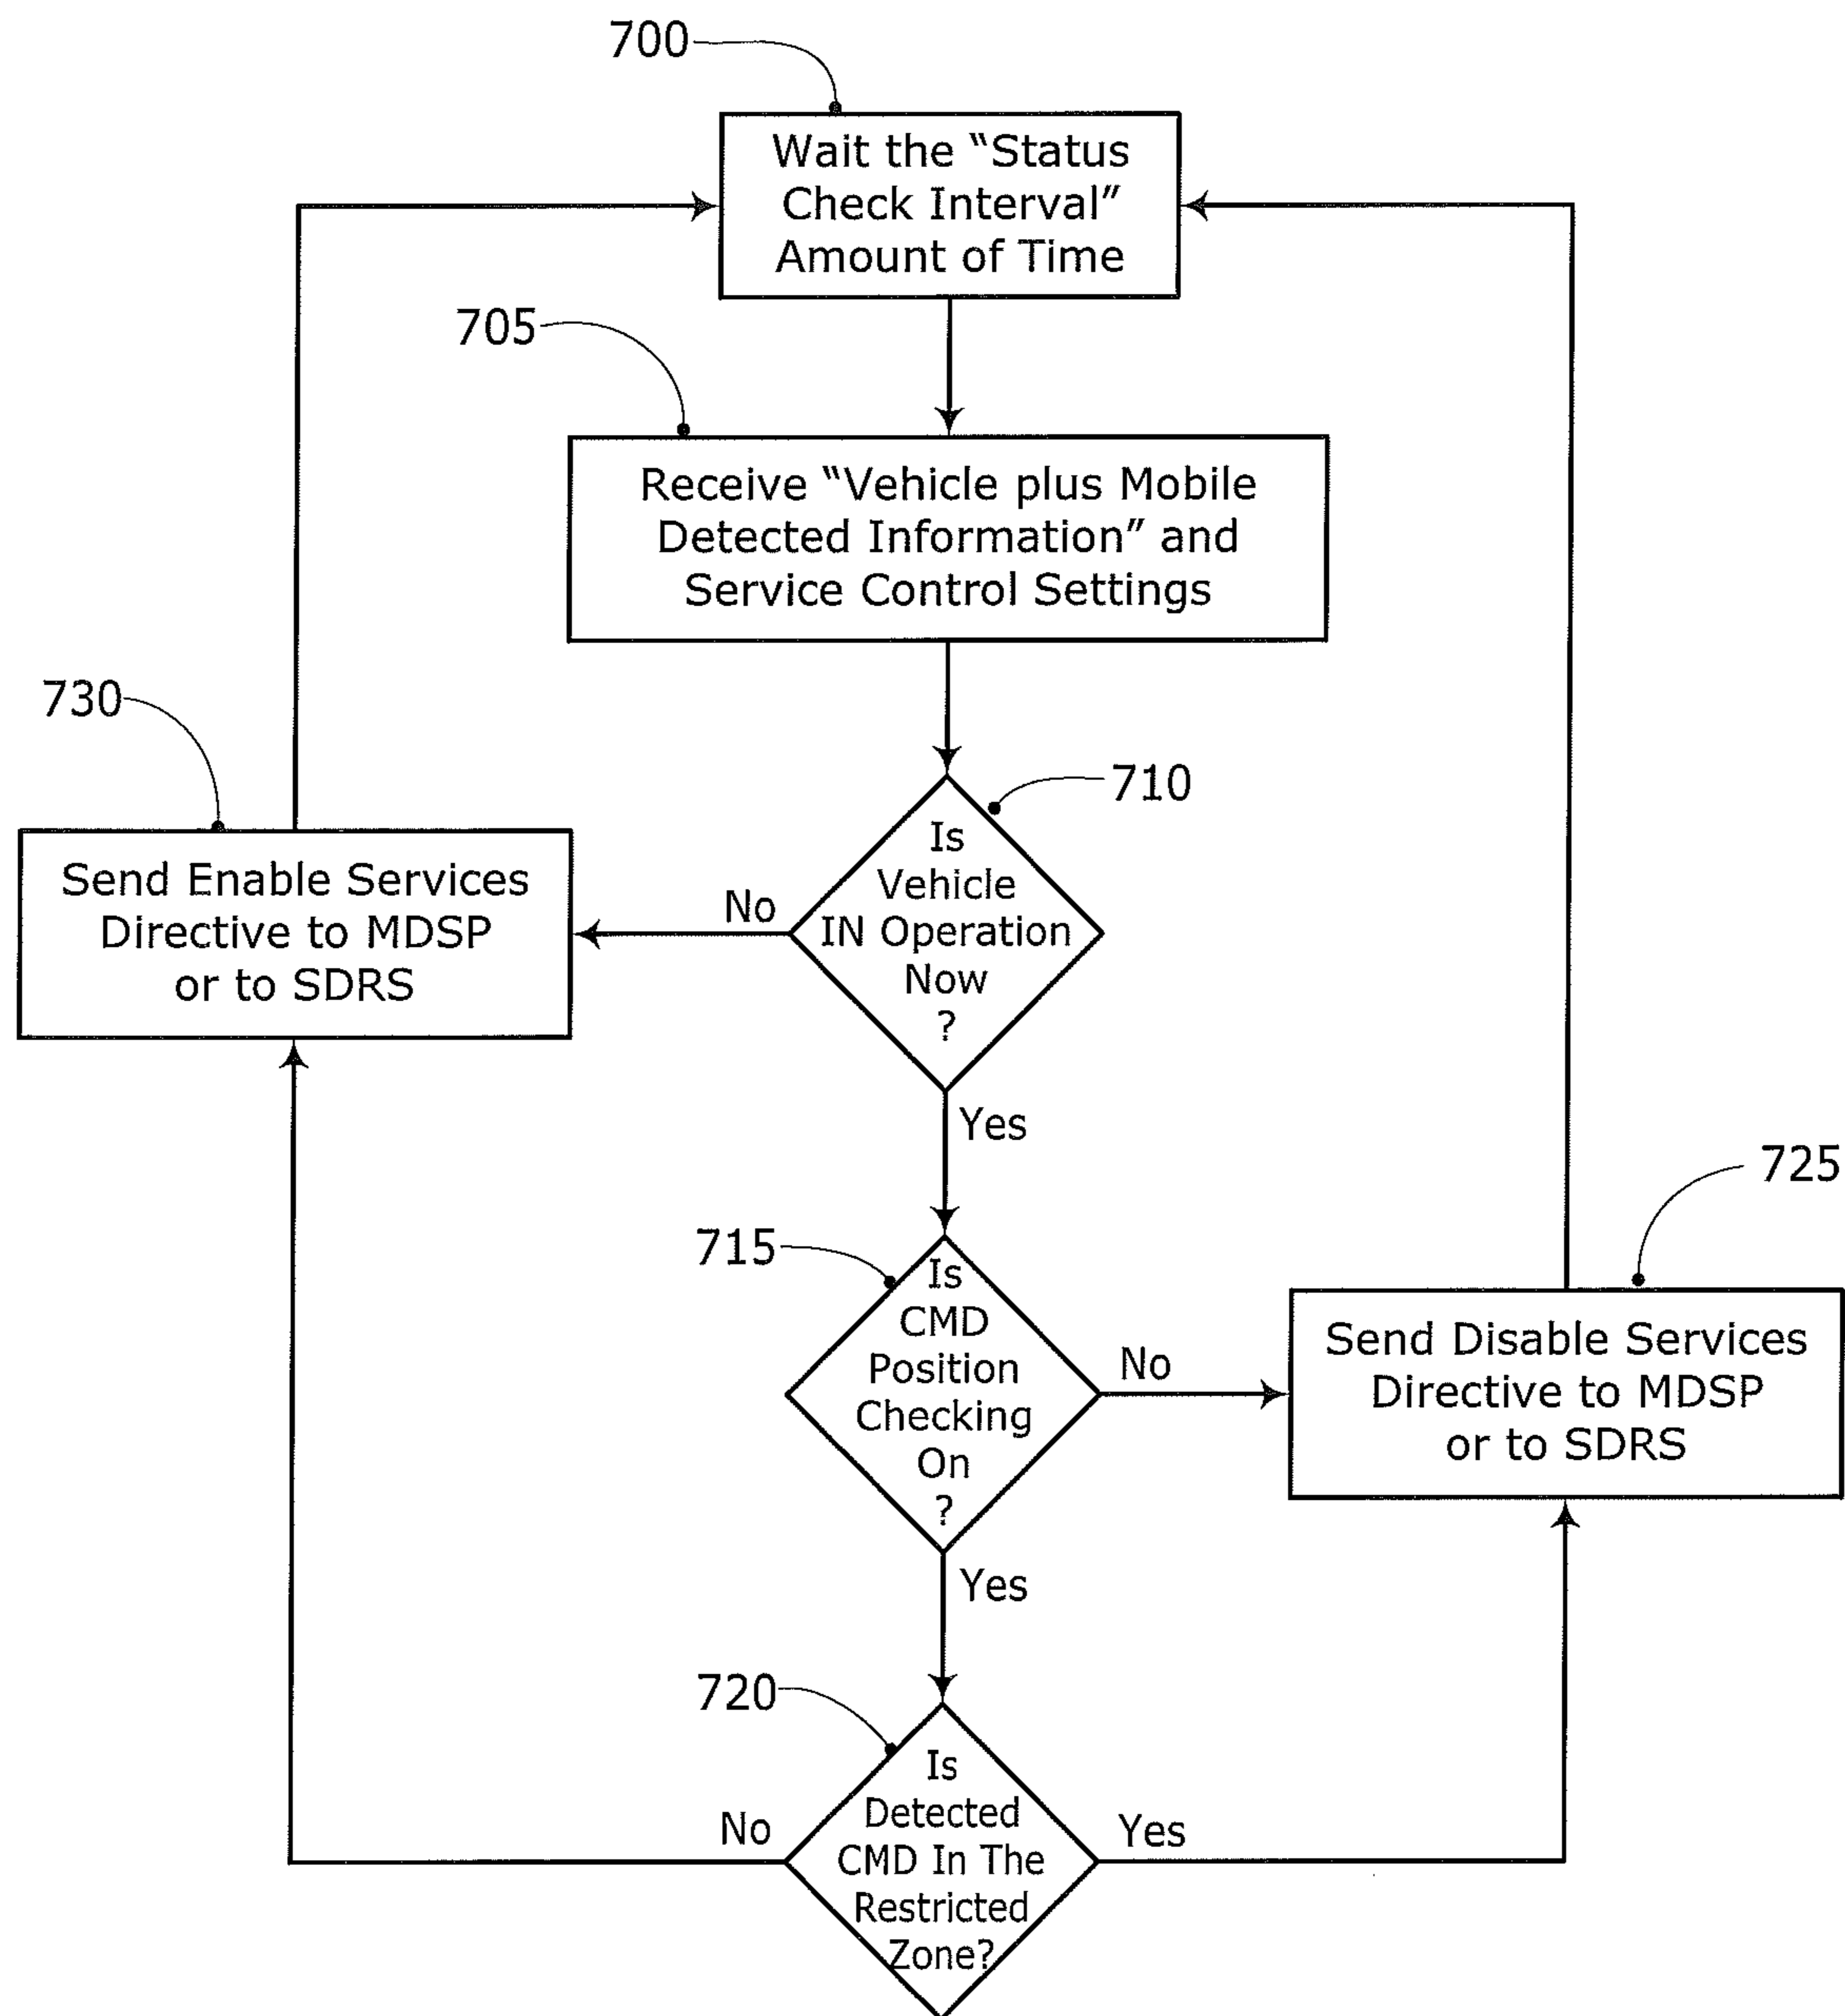 700
Wait the “Status
Check Interval”
Amount of Time
705
Receive “Vehicle plus Mobile
Detected Information” and
Service Control Settings
730
Send Enable Services
Directive to MDSP
or to SDRS
710
Is
Vehicle
IN Operation
Now
?
No
Yes
715
Is
CMD
Position
Checking
On
?
No
Yes
725
Send Disable Services
Directive to MDSP
or to SDRS
720
Is
Detected
CMD In The
Restricted
Zone?
No
Yes